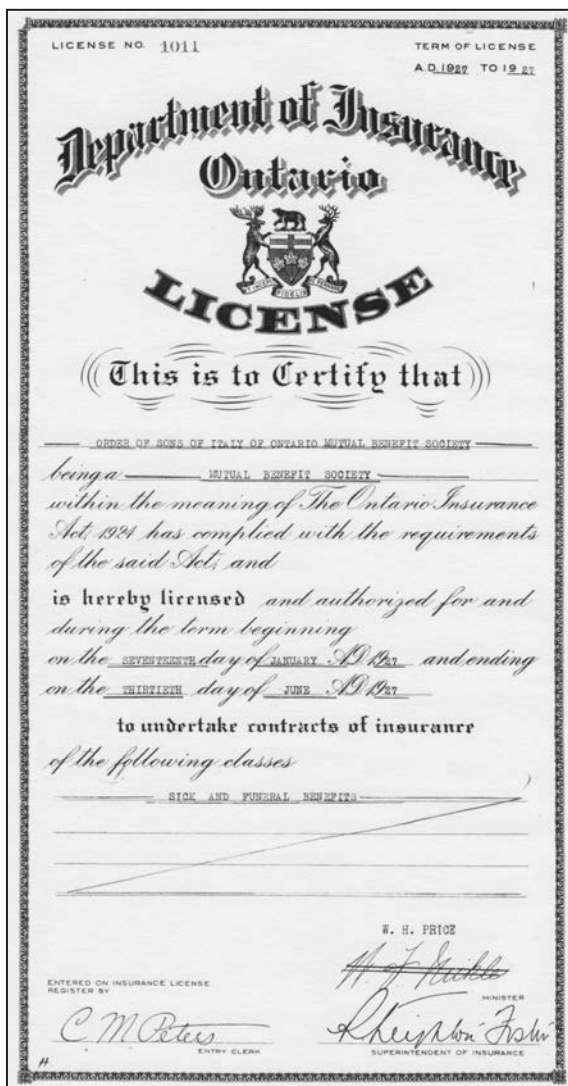 LICENSE NO. 1011
TERM OF LICENSE
A.D. 1927 TO 1927
Department of Insurance
Ontario
LICENSE
This is to Certify that
ORDER OF SONS OF ITALY OF ONTARIO MUTUAL BENEFIT SOCIETY
being a MUTUAL BENEFIT SOCIETY
within the meaning of The Ontario Insurance
Act, 1924 has complied with the requirements
of the said Act, and
is hereby licensed and authorized for and
during the term beginning
on the SEVENTEENTH day of JANUARY A.D. 1927 and ending
on the THIRTIETH day of JUNE A.D. 1927
to undertake contracts of insurance
of the following classes
SICK AND FUNERAL BENEFITS
W. H. PRICE
W. F. Nickle
MINISTER
ENTERED ON INSURANCE LICENSE
REGISTER BY
C M Peters
ENTRY CLERK
R Leighton Foster
SUPERINTENDENT OF INSURANCE
H